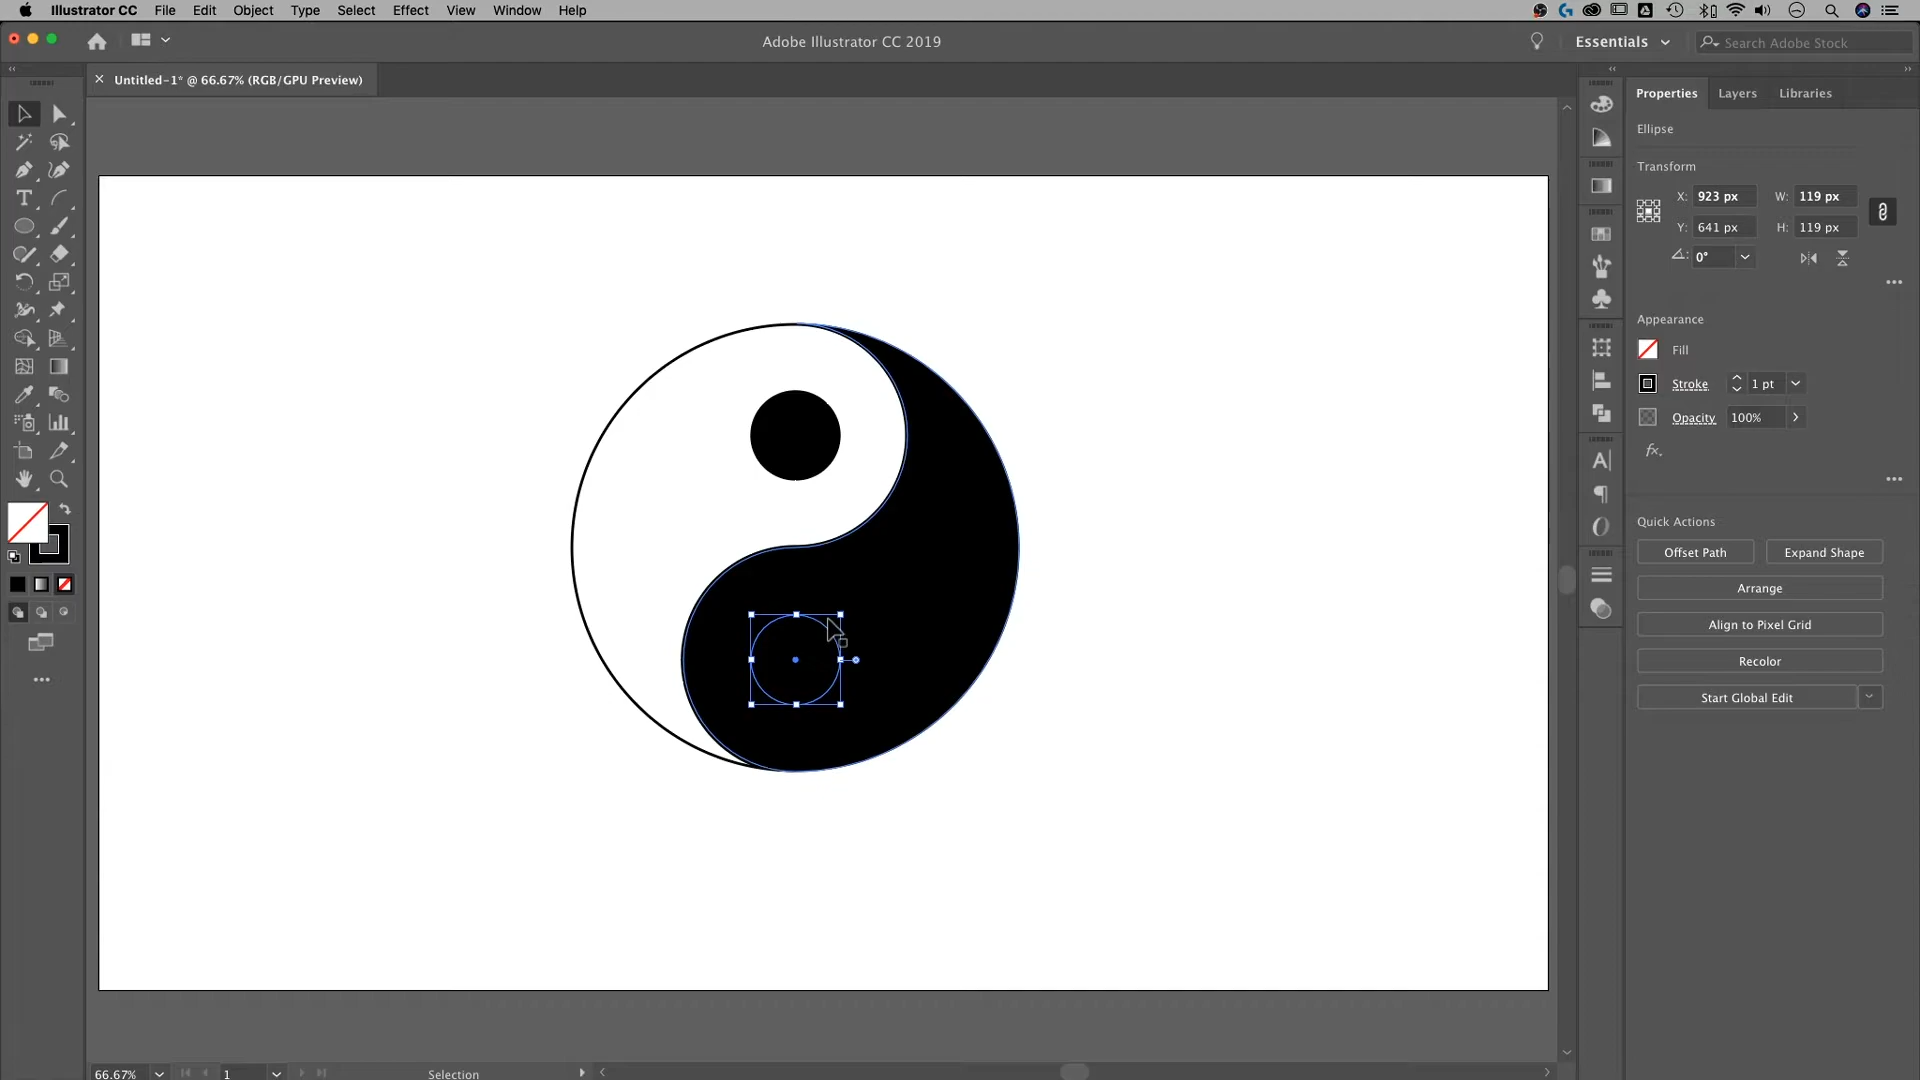 Illustrator CC File Edit Object Type Select Effect View Window Help
Adobe Illustrator CC 2019
Essentials
Search Adobe Stock
Untitled-1* @ 66.67% (RGB/GPU Preview)
Properties Layers Libraries
Ellipse
Transform
X: 923 px W: 119 px
Y: 641 px H: 119 px
0°
Appearance
Fill
Stroke 1 pt
Opacity 100%
fx.
Quick Actions
Offset Path Expand Shape
Arrange
Align to Pixel Grid
Recolor
Start Global Edit
66.67% 1 Selection